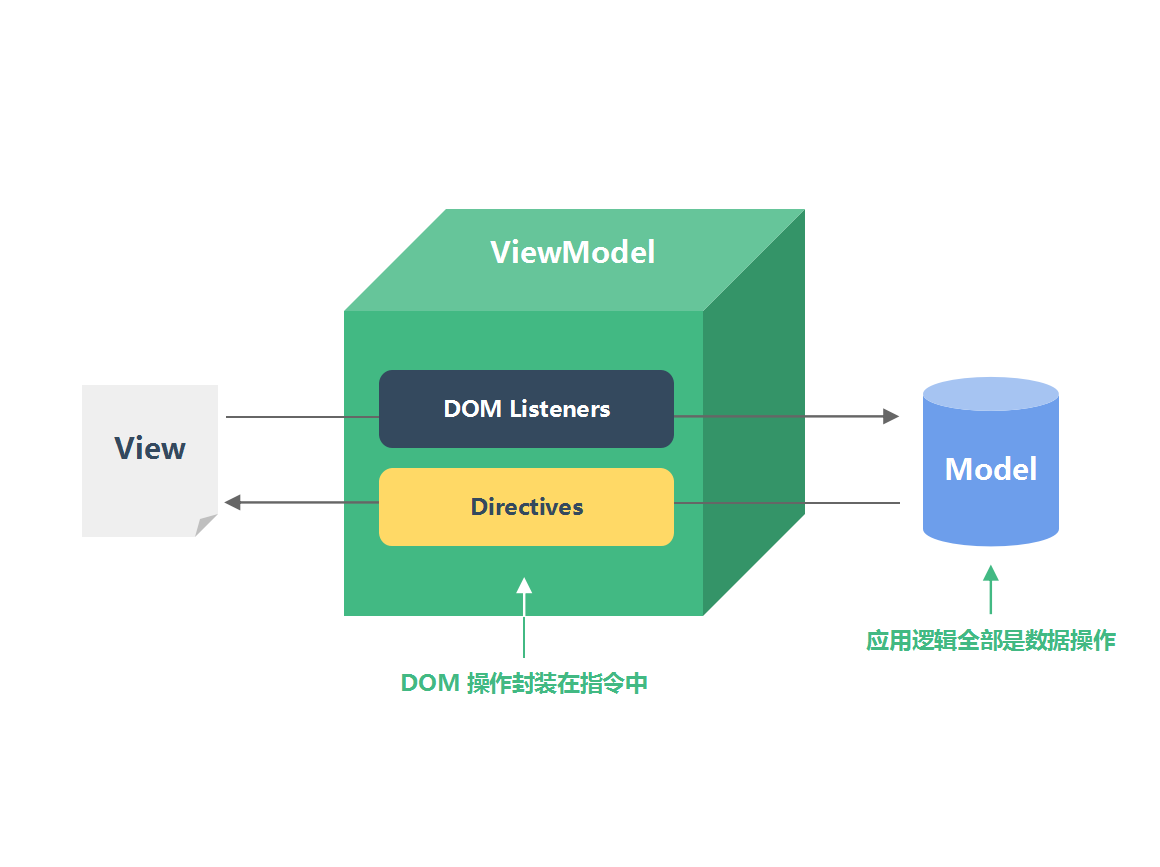 ViewModel
DOM Listeners
View
Model
Directives
应用逻辑全部是数据操作
DOM 操作封装在指令中